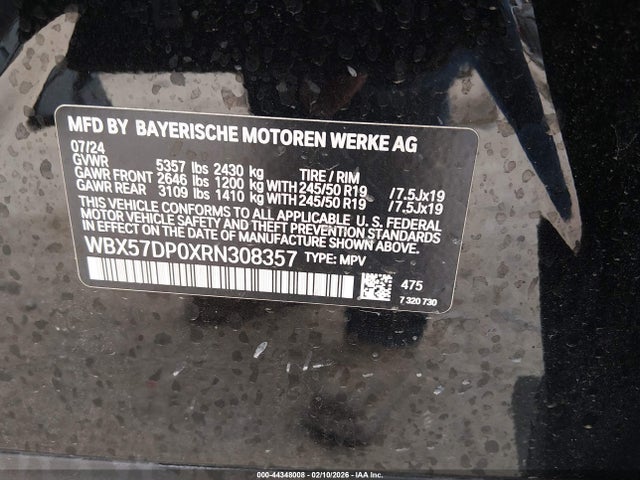 MFD BY BAYERISCHE MOTOREN WERKE AG
07/24
GVWR 5357 lbs 2430 kg TIRE / RIM
GAWR FRONT 2646 lbs 1200 kg WITH 245/50 R19 /7.5Jx19
GAWR REAR 3109 lbs 1410 kg WITH 245/50 R19 /7.5Jx19
THIS VEHICLE CONFORMS TO ALL APPLICABLE U. S. FEDERAL
MOTOR VEHICLE SAFETY, BUMPER, AND THEFT PREVENTION
STANDARDS IN EFFECT ON THE DATE OF MANUFACTURE SHOWN ABOVE.
WBX57DP0XRN308357 TYPE: MPV
475
7 320 730
000-44348008 - 02/10/2026 - IAA Inc.